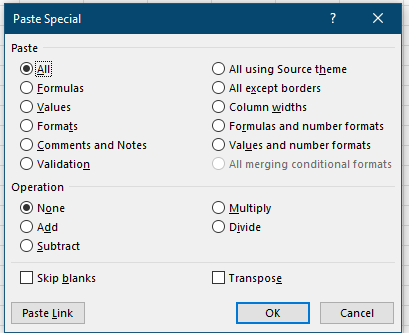 Paste Special
Paste
All
Formulas
Values
Formats
Comments and Notes
Validation
All using Source theme
All except borders
Column widths
Formulas and number formats
Values and number formats
All merging conditional formats
Operation
None
Add
Subtract
Multiply
Divide
Skip blanks
Transpose
Paste Link
OK
Cancel